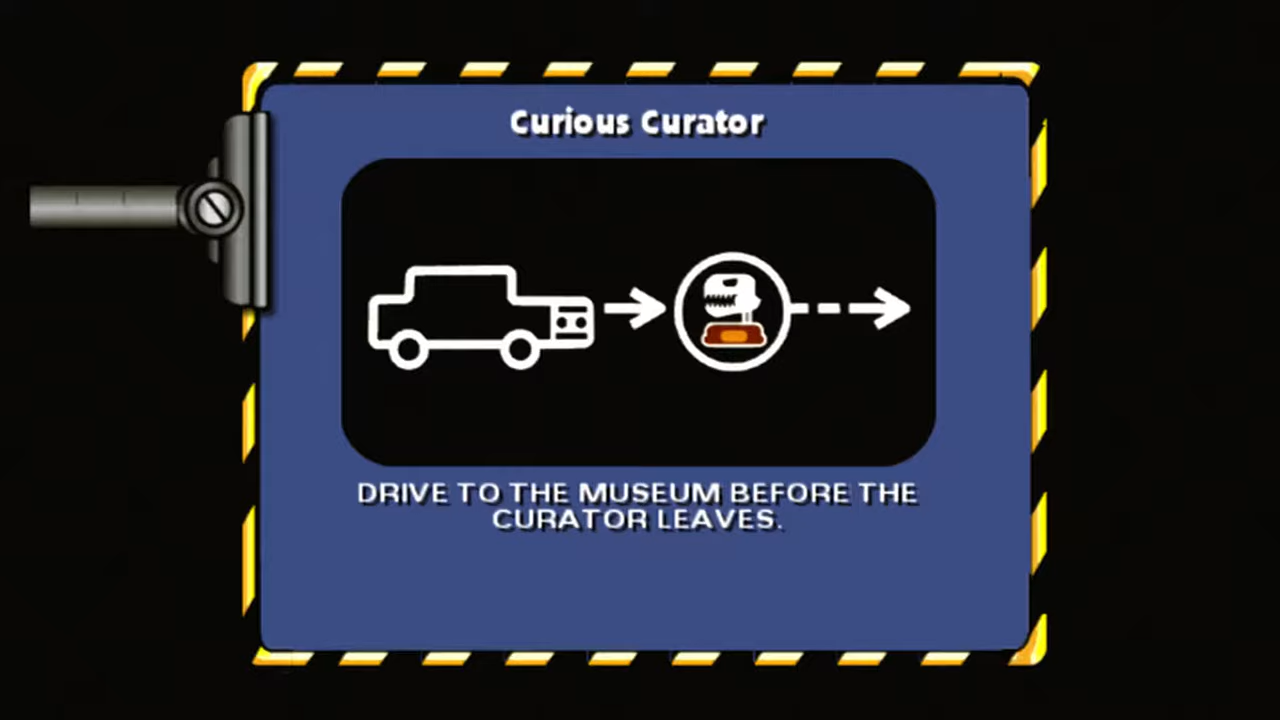 Curious Curator
DRIVE TO THE MUSEUM BEFORE THE
CURATOR LEAVES.